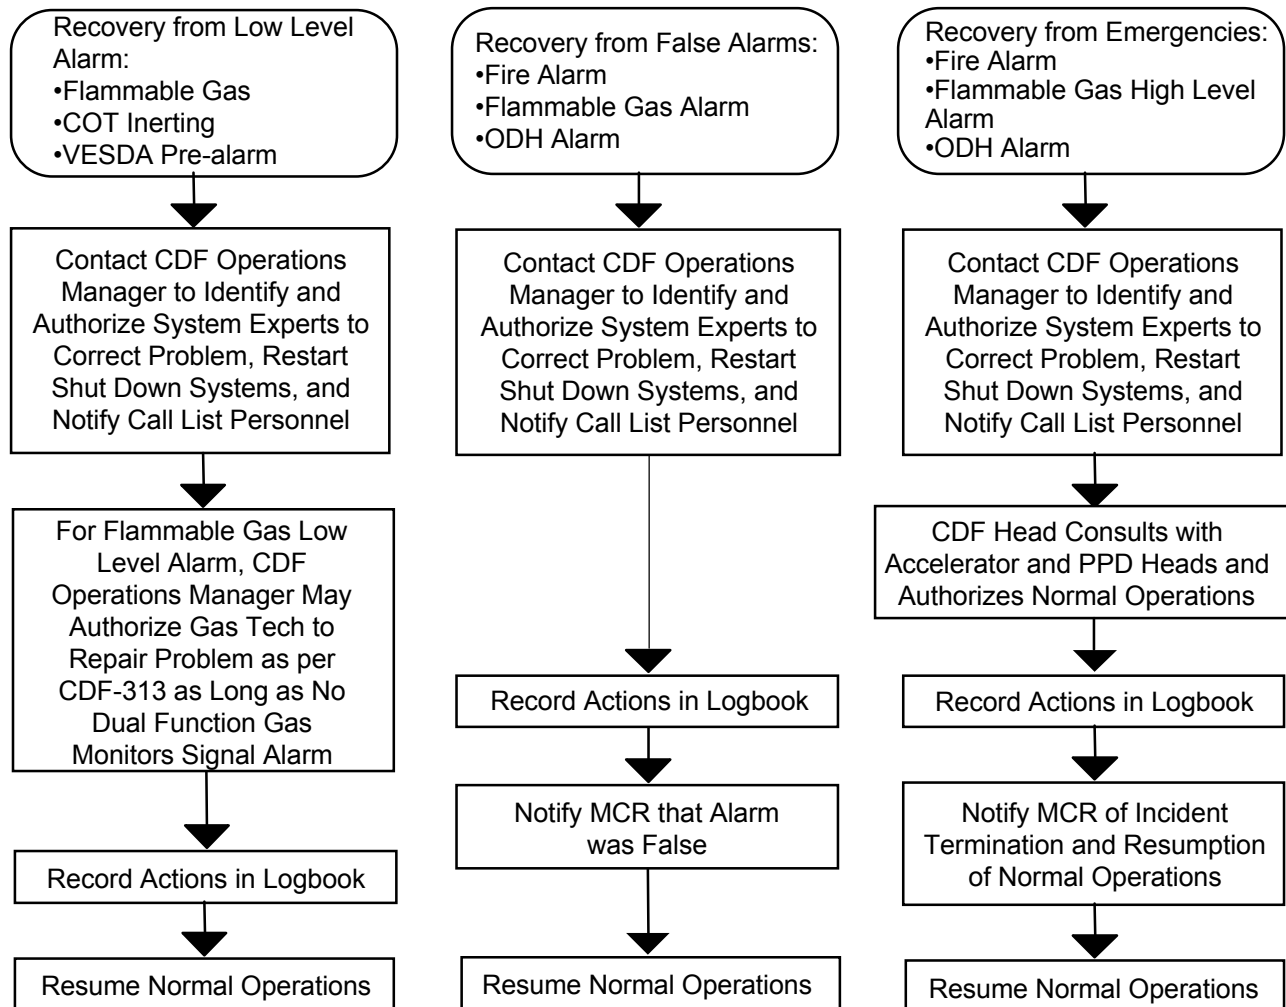 Recovery from Low Level
Alarm:
•Flammable Gas
•COT Inerting
•VESDA Pre-alarm
Contact CDF Operations
Manager to Identify and
Authorize System Experts to
Correct Problem, Restart
Shut Down Systems, and
Notify Call List Personnel
For Flammable Gas Low
Level Alarm, CDF
Operations Manager May
Authorize Gas Tech to
Repair Problem as per
CDF-313 as Long as No
Dual Function Gas
Monitors Signal Alarm
Record Actions in Logbook
Resume Normal Operations
Recovery from False Alarms:
•Fire Alarm
•Flammable Gas Alarm
•ODH Alarm
Contact CDF Operations
Manager to Identify and
Authorize System Experts to
Correct Problem, Restart
Shut Down Systems, and
Notify Call List Personnel
Record Actions in Logbook
Notify MCR that Alarm
was False
Resume Normal Operations
Recovery from Emergencies:
•Fire Alarm
•Flammable Gas High Level
Alarm
•ODH Alarm
Contact CDF Operations
Manager to Identify and
Authorize System Experts to
Correct Problem, Restart
Shut Down Systems, and
Notify Call List Personnel
CDF Head Consults with
Accelerator and PPD Heads and
Authorizes Normal Operations
Record Actions in Logbook
Notify MCR of Incident
Termination and Resumption
of Normal Operations
Resume Normal Operations